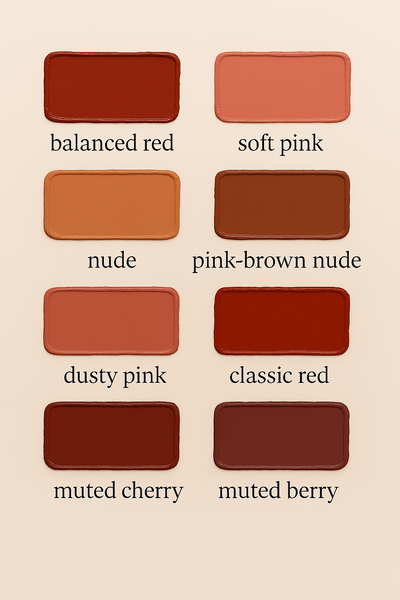 balanced red
soft pink
nude
pink-brown nude
dusty pink
classic red
muted cherry
muted berry